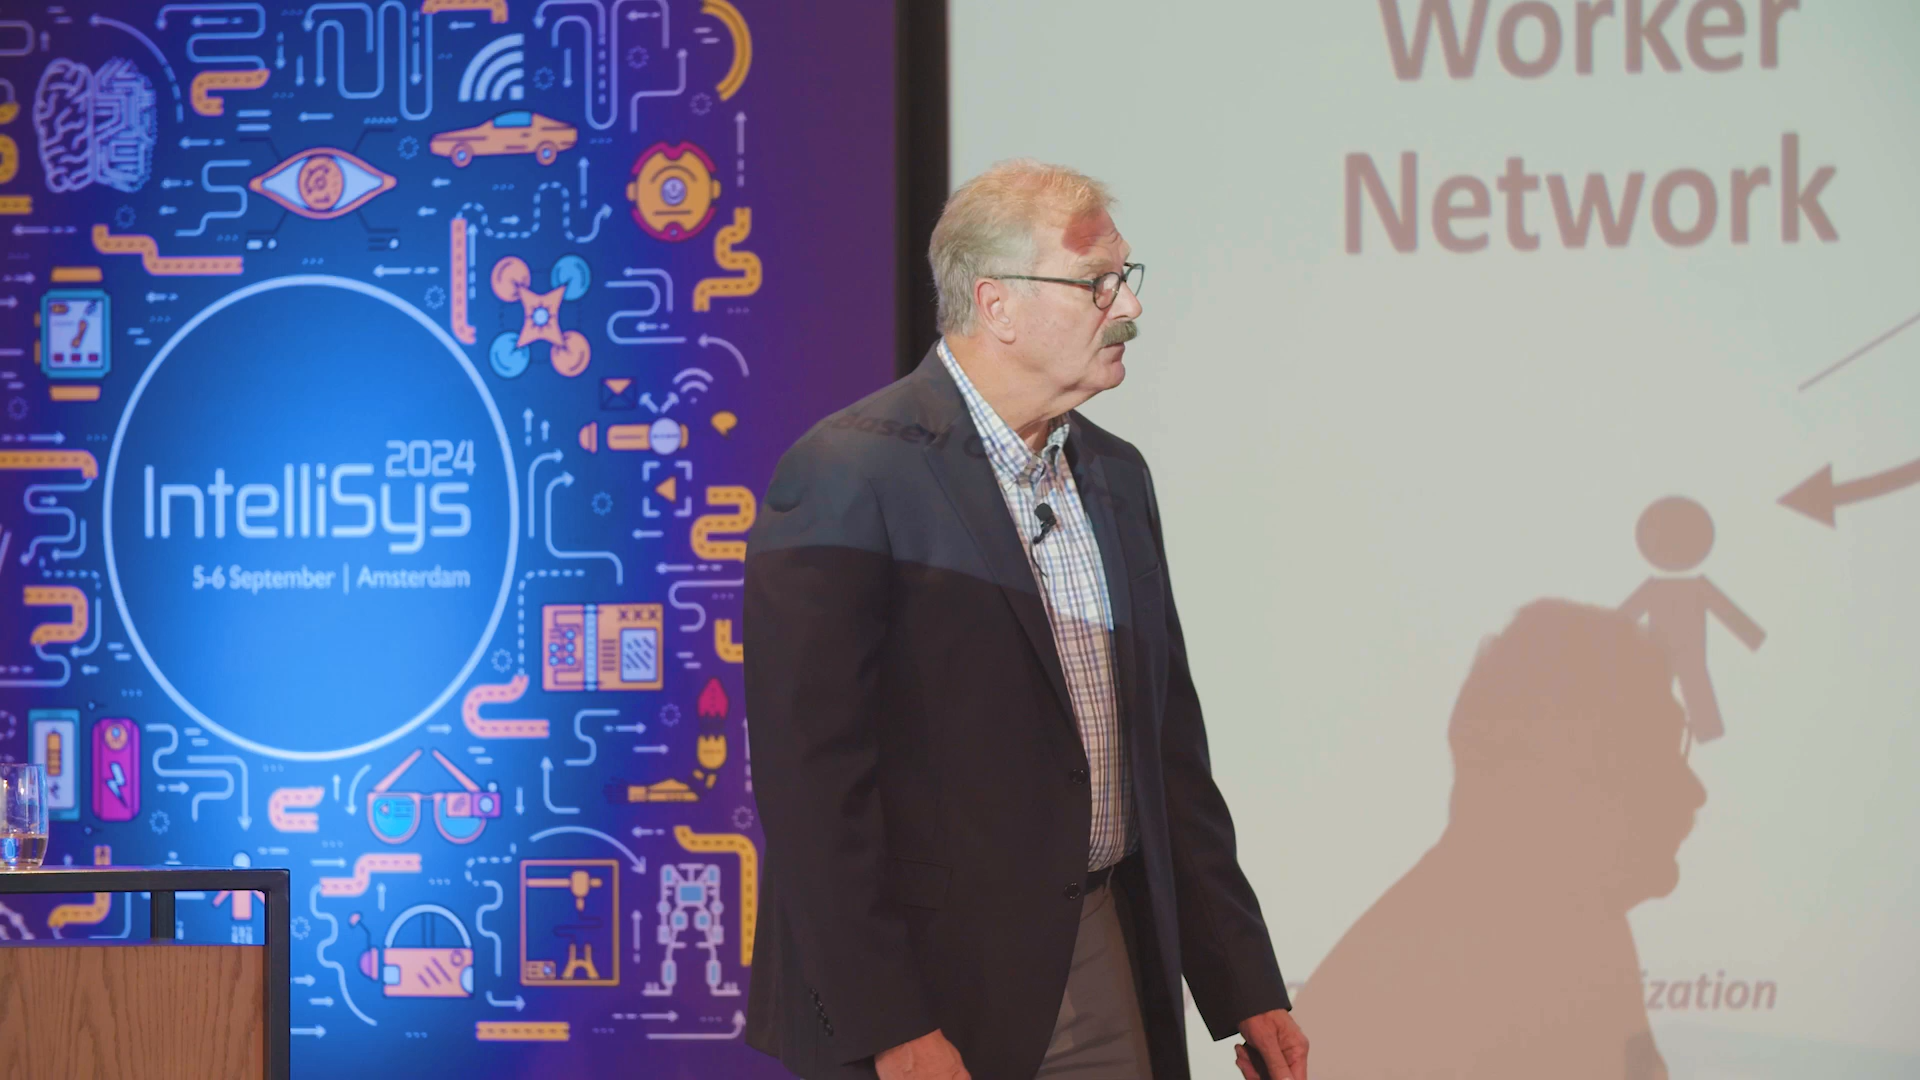 2024
IntelliSys
5-6 September | Amsterdam
Worker
Network
ization